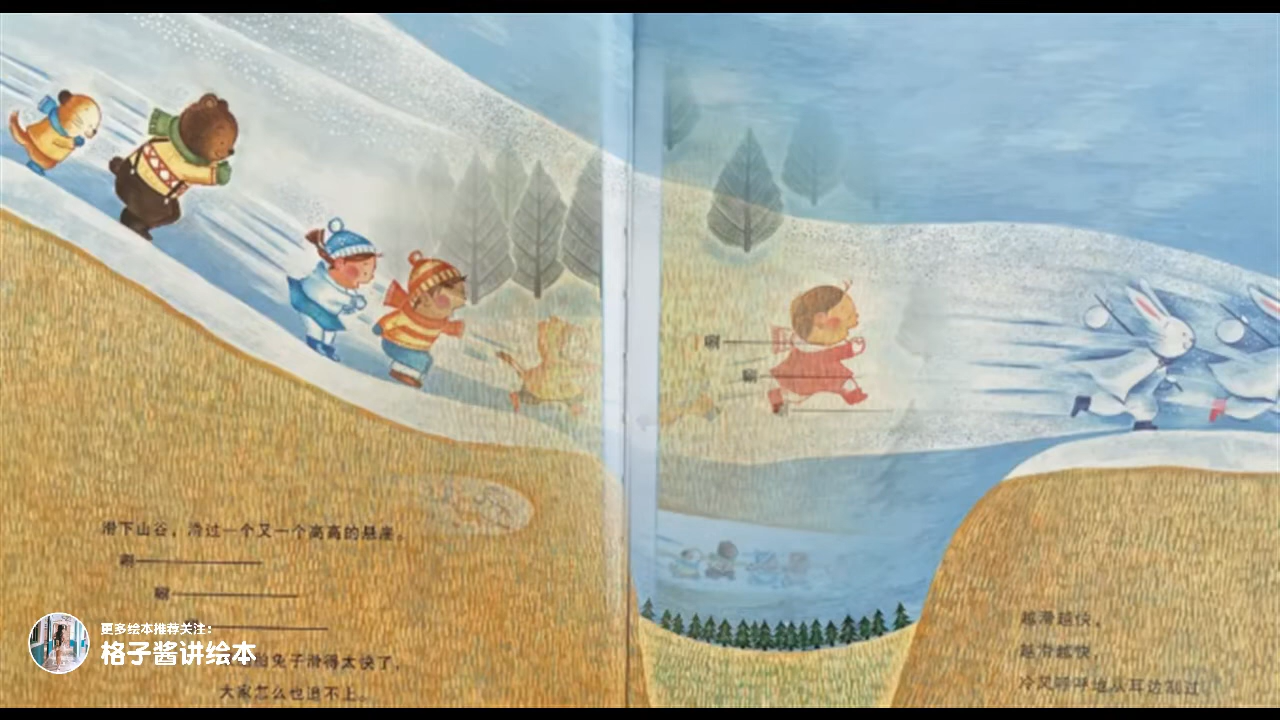 滑下山谷，滑过一个又一个高高的悬崖。
唰——
唰——
兔子滑得太快了，
大家怎么也追不上。
更多绘本推荐关注：
格子酱讲绘本
越滑越快，
越滑越快，
冷风呼呼地从耳边刮过